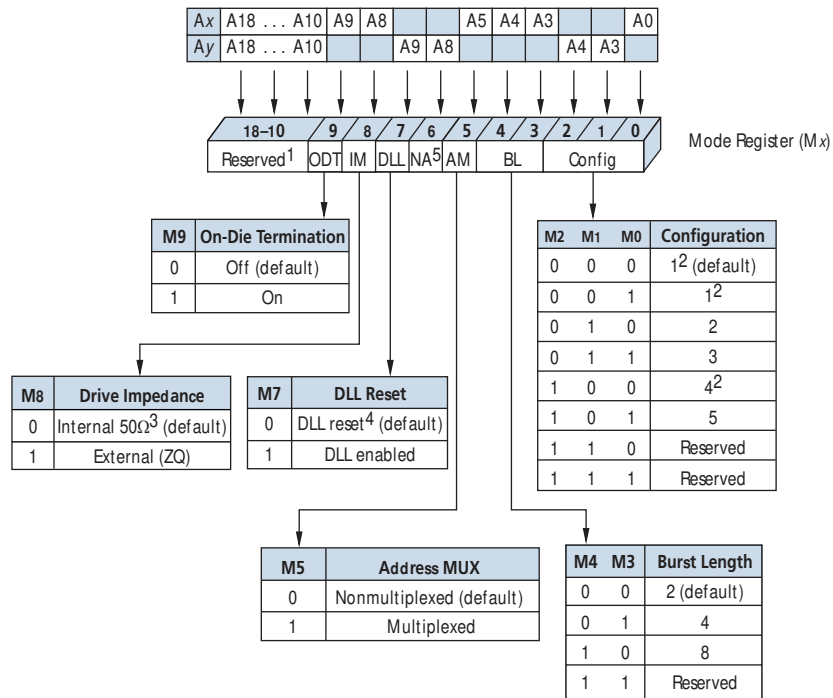 Ax A18 ... A10 A9 A8 A5 A4 A3 A0
Ay A18 ... A10 A9 A8 A4 A3
18–10 9 8 7 6 5 4 3 2 1 0
Mode Register (Mx)
Reserved1 ODT IM DLL NA5 AM BL Config
M9 On-Die Termination
0 Off (default)
1 On
M2 M1 M0 Configuration
0 0 0 12 (default)
0 0 1 12
0 1 0 2
0 1 1 3
1 0 0 42
1 0 1 5
1 1 0 Reserved
1 1 1 Reserved
M8 Drive Impedance
0 Internal 50Ω3 (default)
1 External (ZQ)
M7 DLL Reset
0 DLL reset4 (default)
1 DLL enabled
M5 Address MUX
0 Nonmultiplexed (default)
1 Multiplexed
M4 M3 Burst Length
0 0 2 (default)
0 1 4
1 0 8
1 1 Reserved